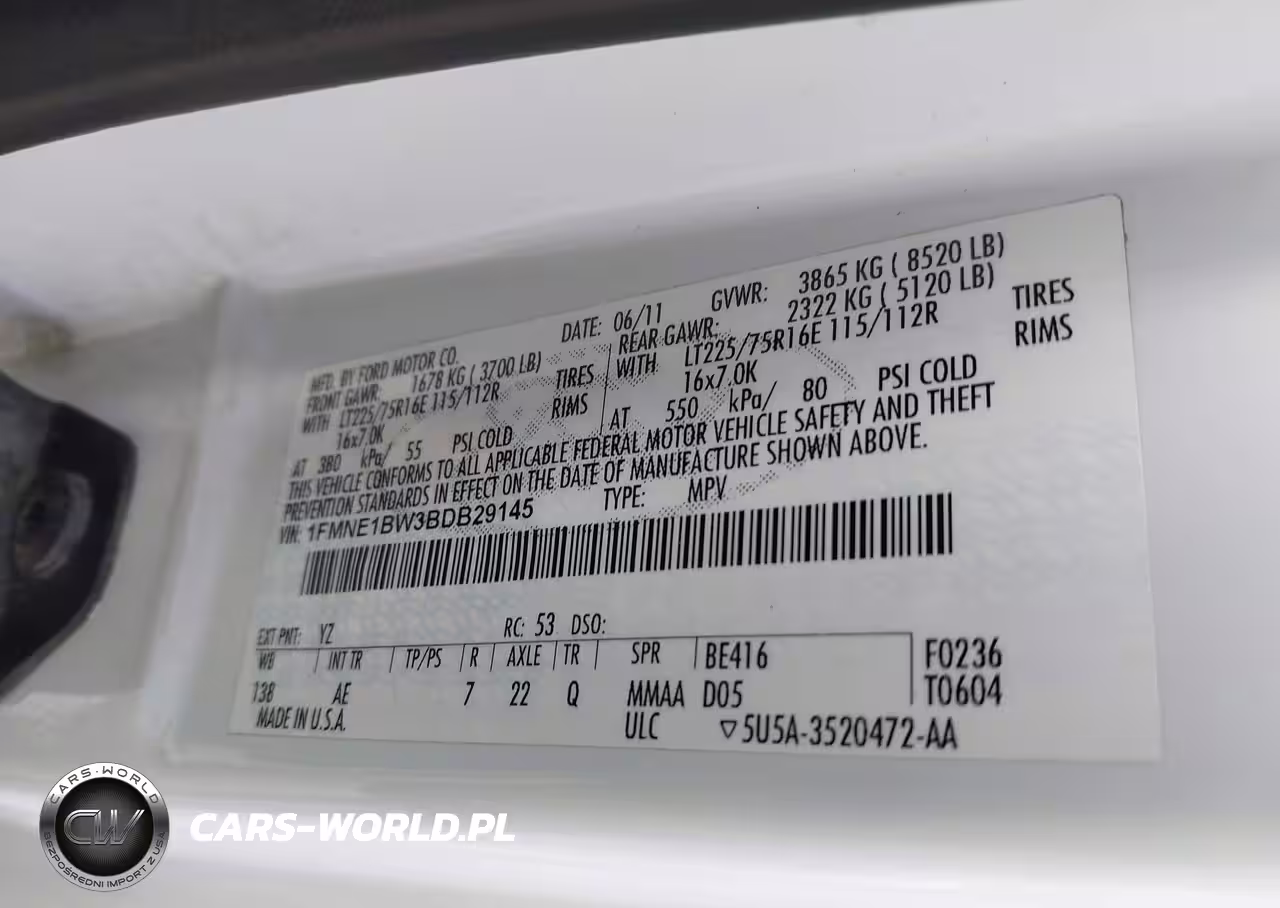 MFD. BY FORD MOTOR CO.
DATE: 06/11
GVWR: 3865 KG ( 8520 LB)
FRONT GAWR: 1678 KG ( 3700 LB)
REAR GAWR: 2322 KG ( 5120 LB)
WITH LT225/75R16E 115/112R TIRES
WITH LT225/75R16E 115/112R TIRES
16x7.0K RIMS
16x7.0K RIMS
AT 380 kPa/ 55 PSI COLD
AT 550 kPa/ 80 PSI COLD
THIS VEHICLE CONFORMS TO ALL APPLICABLE FEDERAL MOTOR VEHICLE SAFETY AND THEFT
PREVENTION STANDARDS IN EFFECT ON THE DATE OF MANUFACTURE SHOWN ABOVE.
VIN: 1FMNE1BW3BDB29145
TYPE: MPV
EXT PNT: YZ RC: 53 DSO:
WB INT TR TP/PS R AXLE TR SPR BE416 F0236
138 AE 7 22 Q MMAA D05 T0604
MADE IN U.S.A. ULC ▽5U5A-3520472-AA
CARS-WORLD
CW
BEZPOŚREDNI IMPORT Z USA
CARS-WORLD.PL